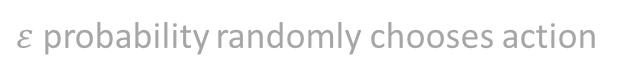 ε probability randomly chooses action